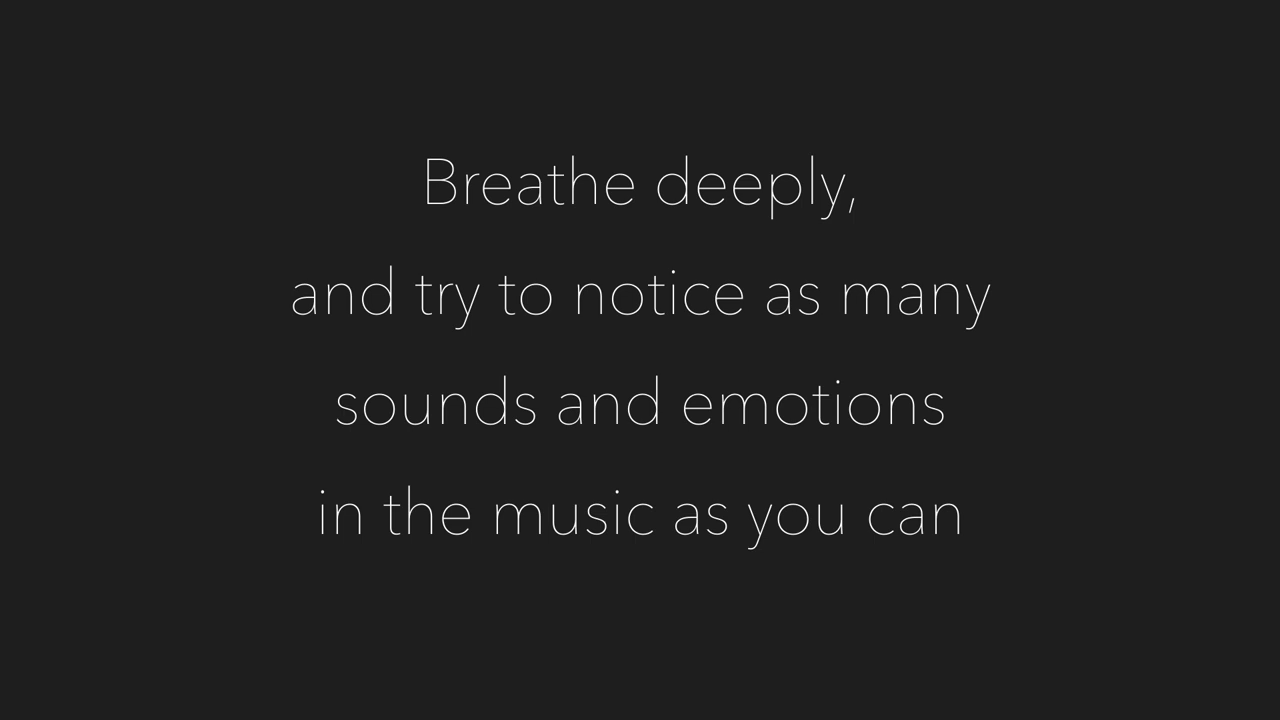 Breathe deeply,
and try to notice as many
sounds and emotions
in the music as you can